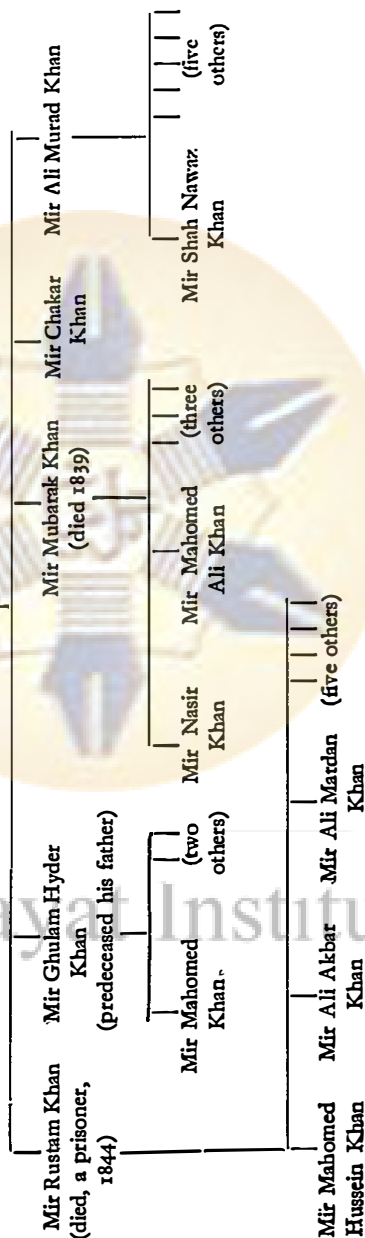 Mir Rustam Khan
(died, a prisoner,
1844)
Mir Ghulam Hyder
Khan
(predeceased his father)
Mir Mubarak Khan
(died 1839)
Mir Chakar
Khan
Mir Ali Murad Khan
Mir Mahomed
Khan
(two
others)
Mir Nasir
Khan
Mir Mahomed
Ali Khan
(three
others)
Mir Shah Nawaz
Khan
(five
others)
Mir Mahomed
Hussein Khan
Mir Ali Akbar
Khan
Mir Ali Mardan
Khan
(five others)
ayat Institu